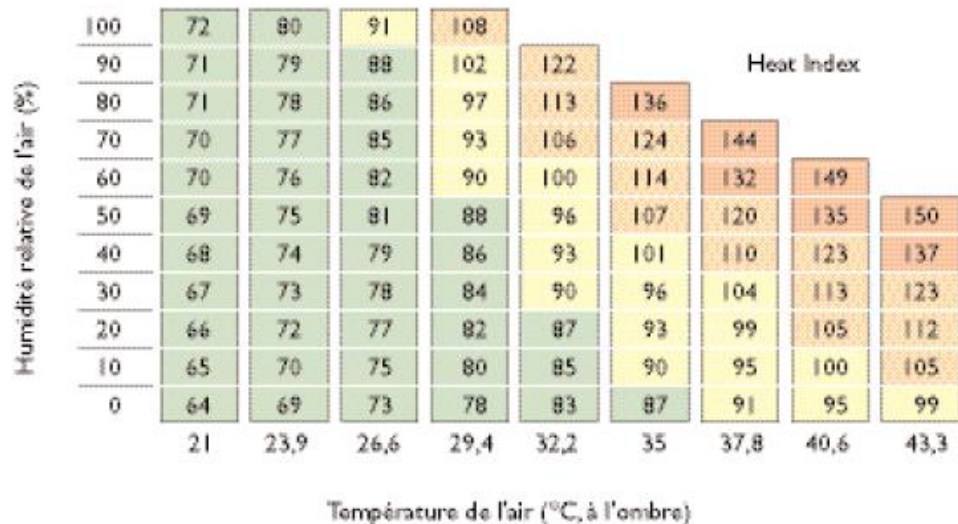 100 72 80 91 108
90 71 79 88 102 122 Heat Index
80 71 78 86 97 113 136
70 70 77 85 93 106 124 144
60 70 76 82 90 100 114 132 149
50 69 75 81 88 96 107 120 135 150
40 68 74 79 86 93 101 110 123 137
30 67 73 78 84 90 96 104 113 123
20 66 72 77 82 87 93 99 105 112
10 65 70 75 80 85 90 95 100 105
0 64 69 73 78 83 87 91 95 99
21 23,9 26,6 29,4 32,2 35 37,8 40,6 43,3
Humidité relative de l'air (%)
Température de l'air (°C, à l'ombre)